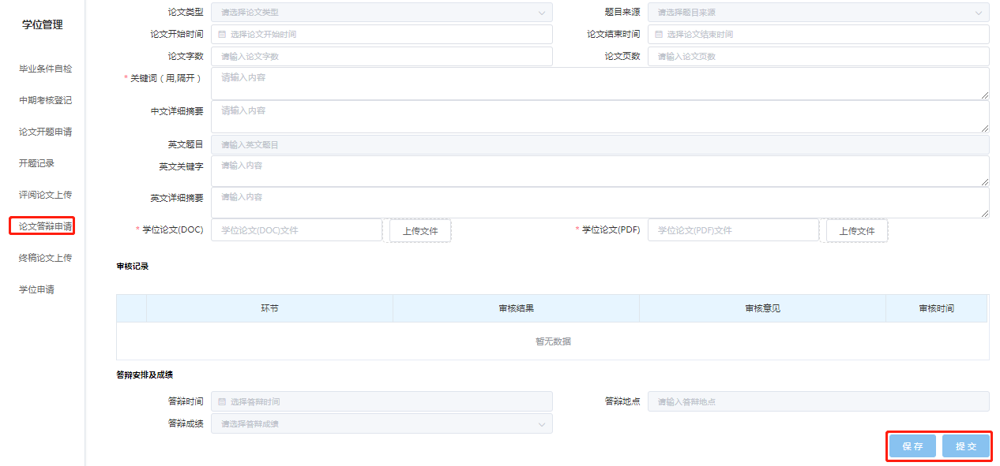 学位管理
毕业条件自检
中期考核登记
论文开题申请
开题记录
评阅论文上传
论文答辩申请
终稿论文上传
学位申请
论文类型 请选择论文类型 题目来源 请选择题目来源
论文开始时间 选择论文开始时间 论文结束时间 选择论文结束时间
论文字数 请输入论文字数 论文页数 请输入论文页数
* 关键词（用,隔开） 请输入内容
中文详细摘要 请输入内容
英文题目 请输入英文题目
英文关键字 请输入内容
英文详细摘要 请输入内容
* 学位论文(DOC) 学位论文(DOC)文件 上传文件 * 学位论文(PDF) 学位论文(PDF)文件 上传文件
审核记录
环节 审核结果 审核意见 审核时间
暂无数据
答辩安排及成绩
答辩时间 选择答辩时间 答辩地点 请输入答辩地点
答辩成绩 请选择答辩成绩
保存 提交